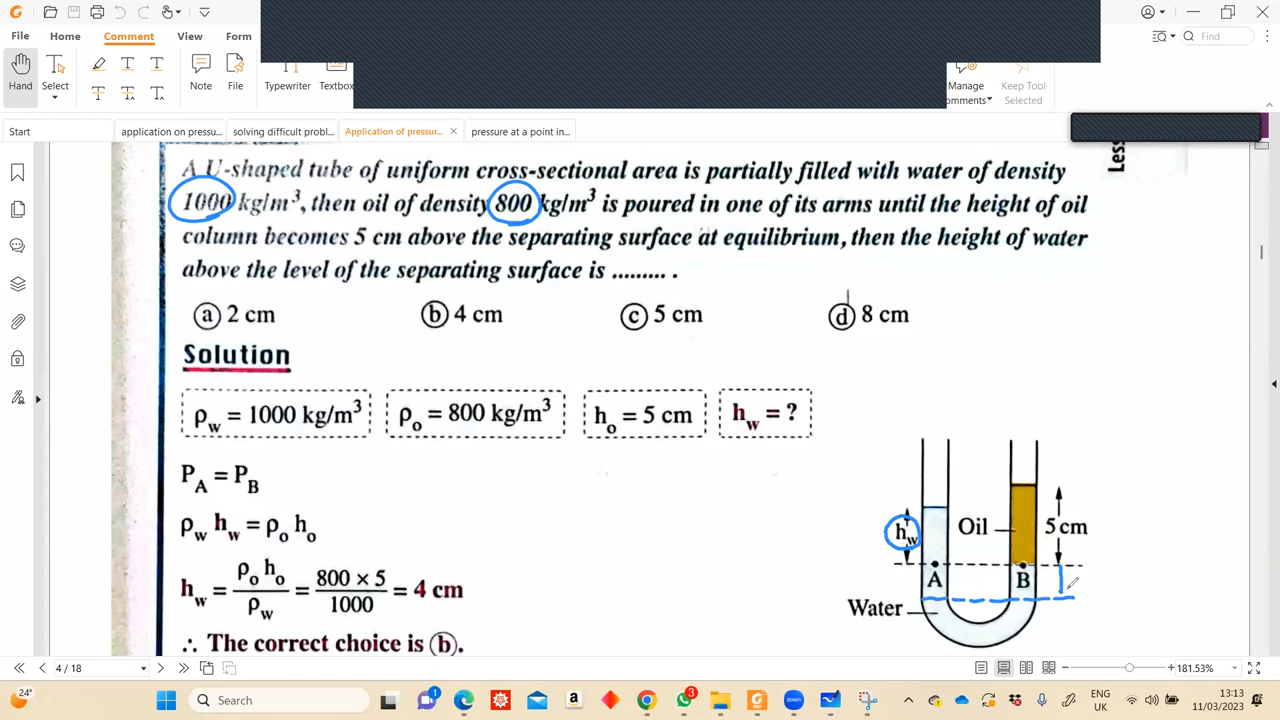 File Home Comment View Form
Find
Hand Select Note File Typewriter Textbox Manage Keep Tool
omments Selected
Start application on pressu... solving difficult probl... Application of pressur... pressure at a point in...
A U-shaped tube of uniform cross-sectional area is partially filled with water of density
1000 kg/m³, then oil of density 800 kg/m³ is poured in one of its arms until the height of oil
column becomes 5 cm above the separating surface at equilibrium, then the height of water
above the level of the separating surface is ......... .
ⓐ 2 cm ⓑ 4 cm ⓒ 5 cm ⓓ 8 cm
Solution
ρw = 1000 kg/m³ ρo = 800 kg/m³ ho = 5 cm hw = ?
PA = PB
ρw hw = ρo ho
hw = ρo ho / ρw = 800 × 5 / 1000 = 4 cm
∴ The correct choice is ⓑ.
hw Oil 5 cm
A B
Water
Less
4 / 18 181.53%
24° Search 1 3 ENG UK 13:13 11/03/2023